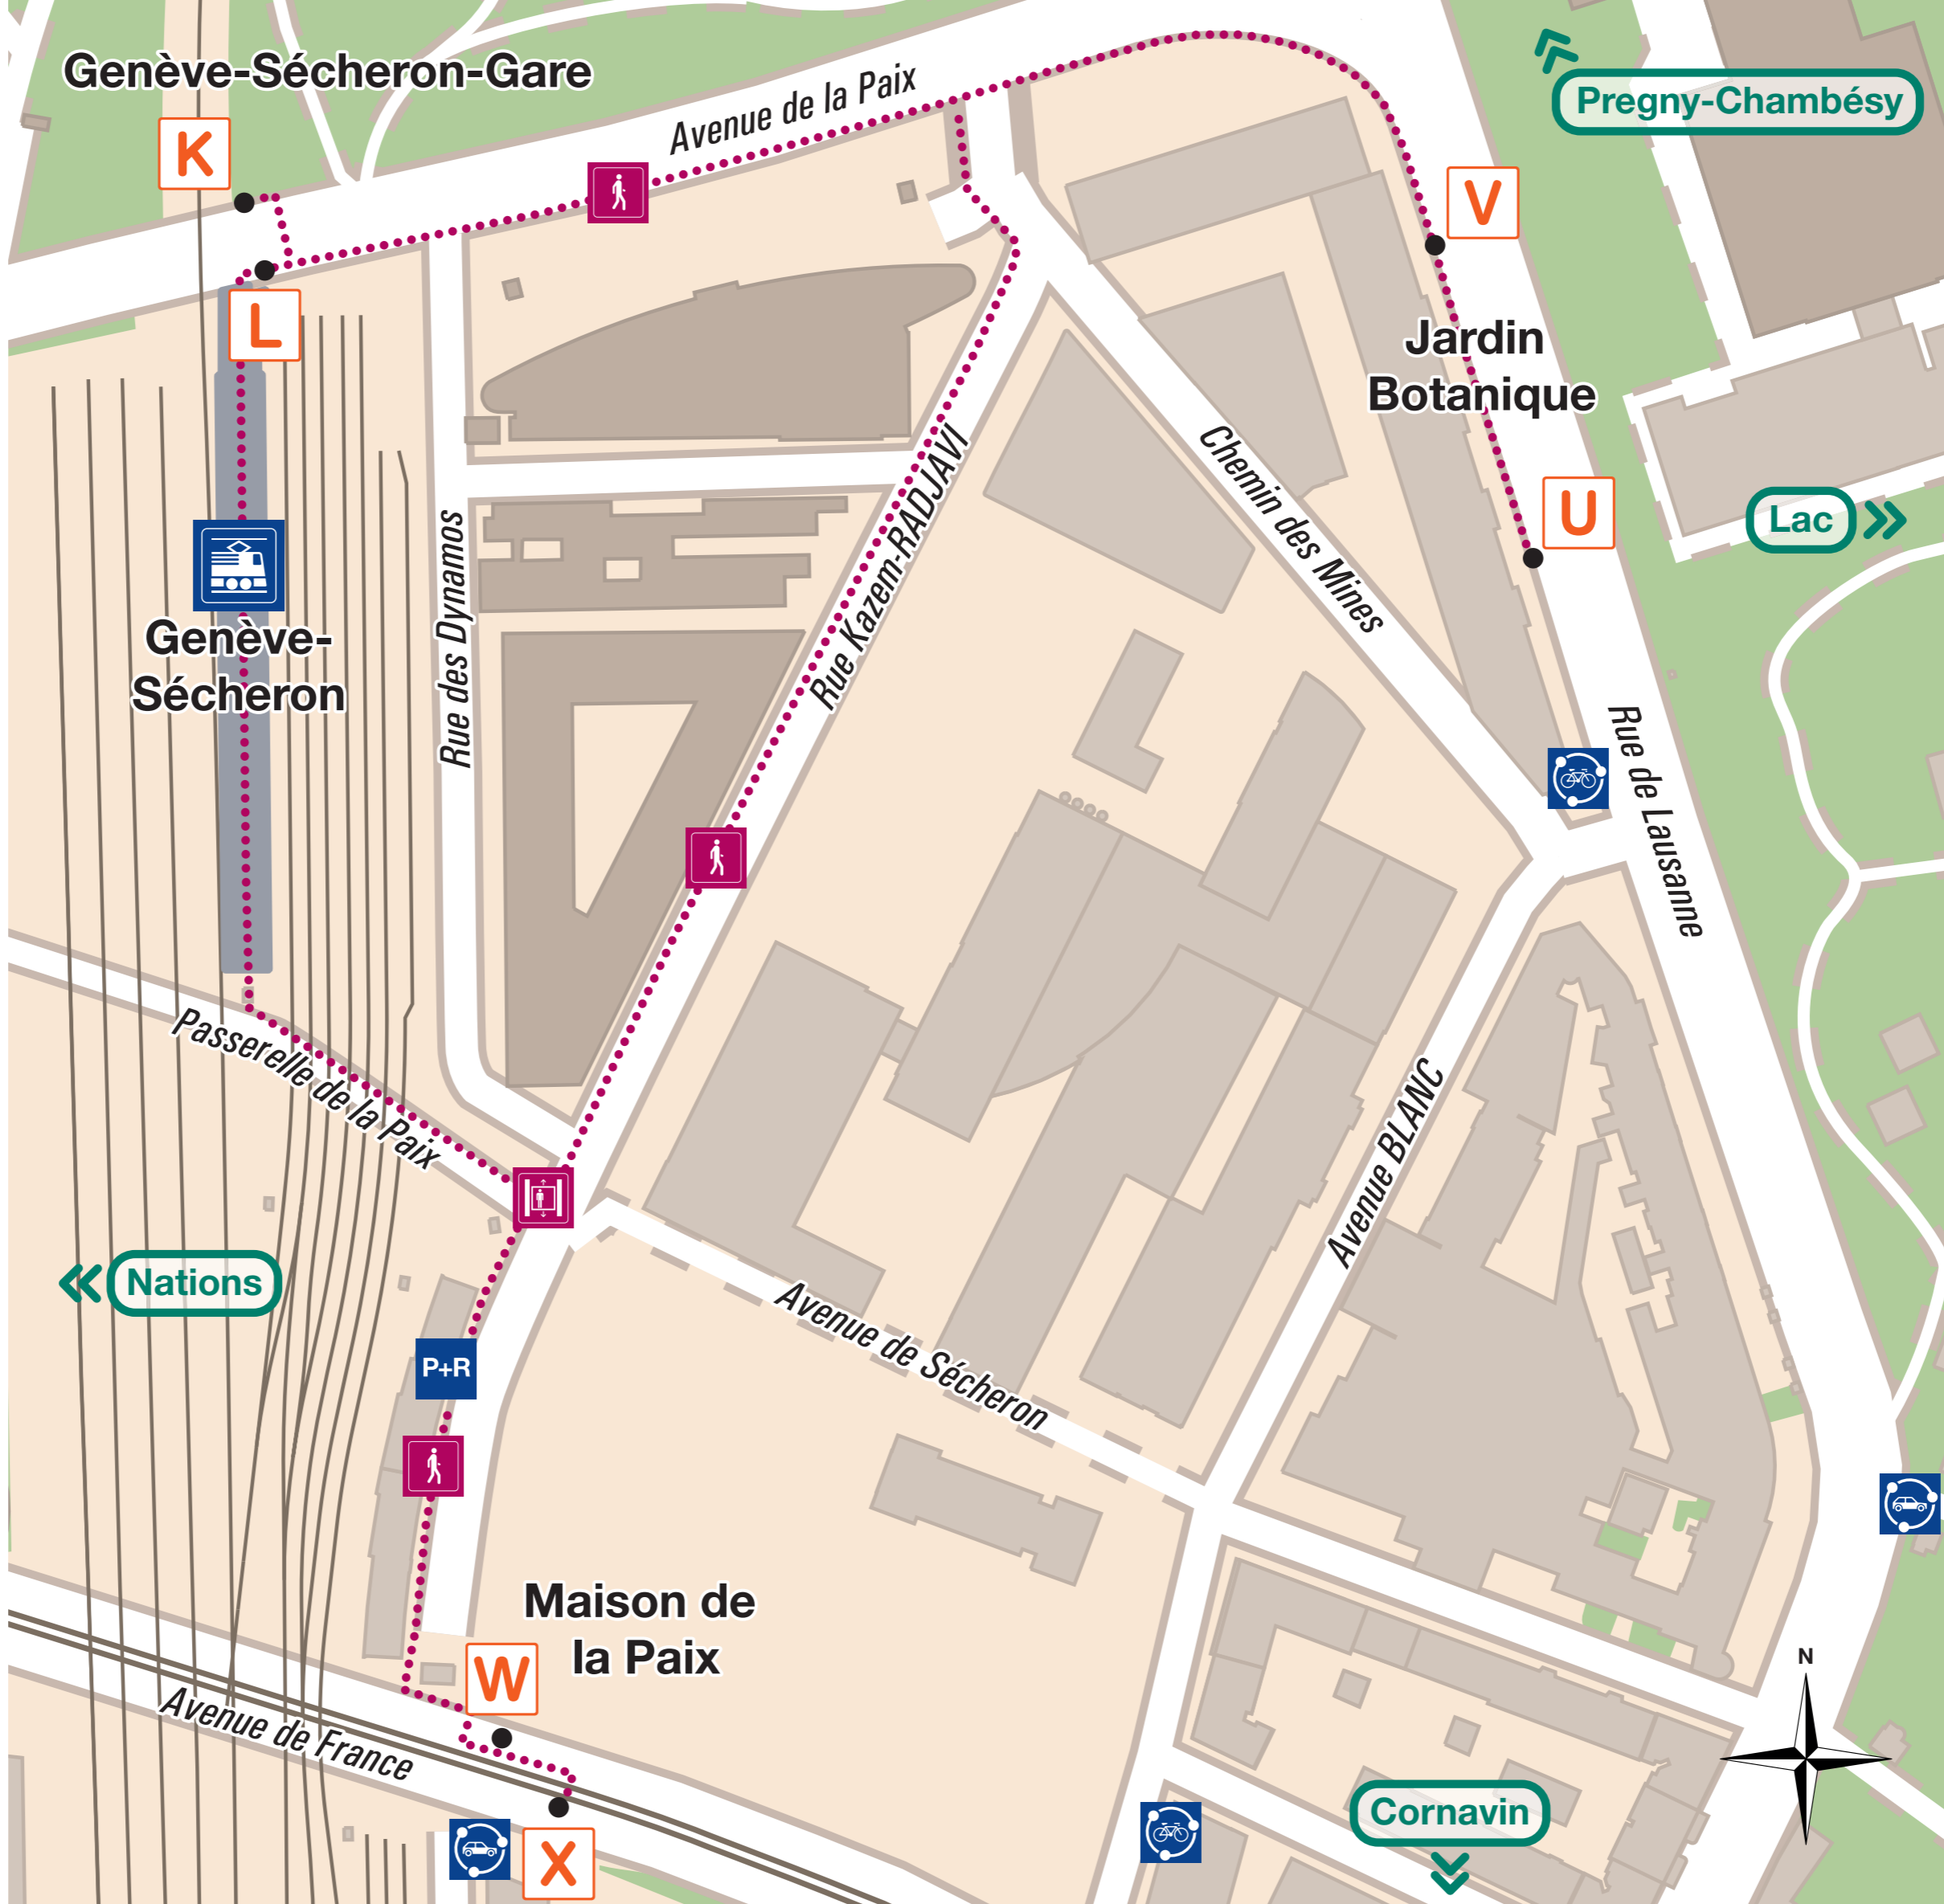 Genève-Sécheron-Gare
K
Avenue de la Paix
Pregny-Chambésy
V
L
Jardin
Botanique
Chemin des Mines
U
Lac
Rue Kazem-RADJAVI
Rue des Dynamos
Genève-
Sécheron
Rue de Lausanne
Passerelle de la Paix
Avenue BLANC
Nations
Avenue de Sécheron
P+R
Maison de
la Paix
W
N
Avenue de France
Cornavin
X